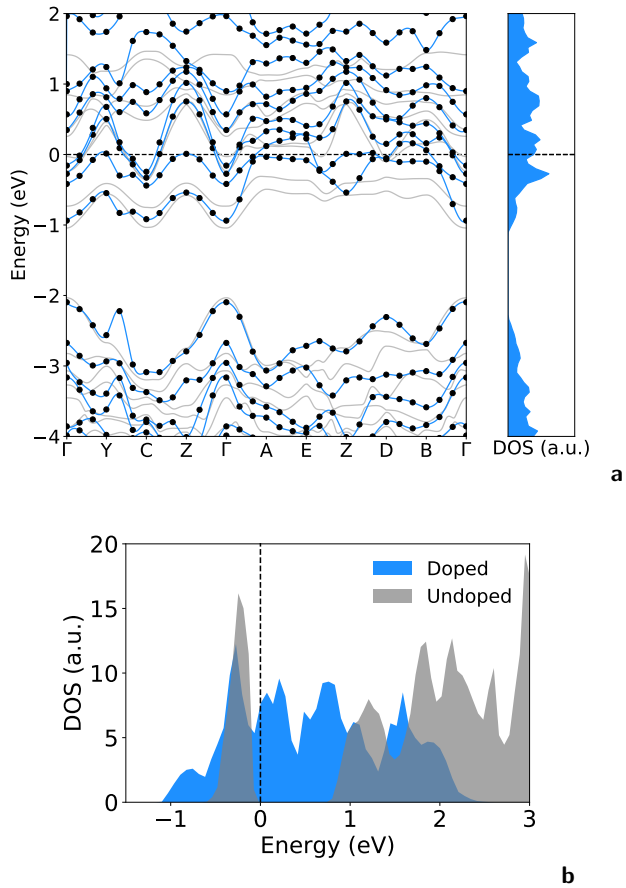 2
1
0
−1
−2
−3
−4
Energy (eV)
Γ Y C Z Γ A E Z D B Γ
DOS (a.u.)
a
20
15
10
5
0
DOS (a.u.)
Doped
Undoped
−1 0 1 2 3
Energy (eV)
b